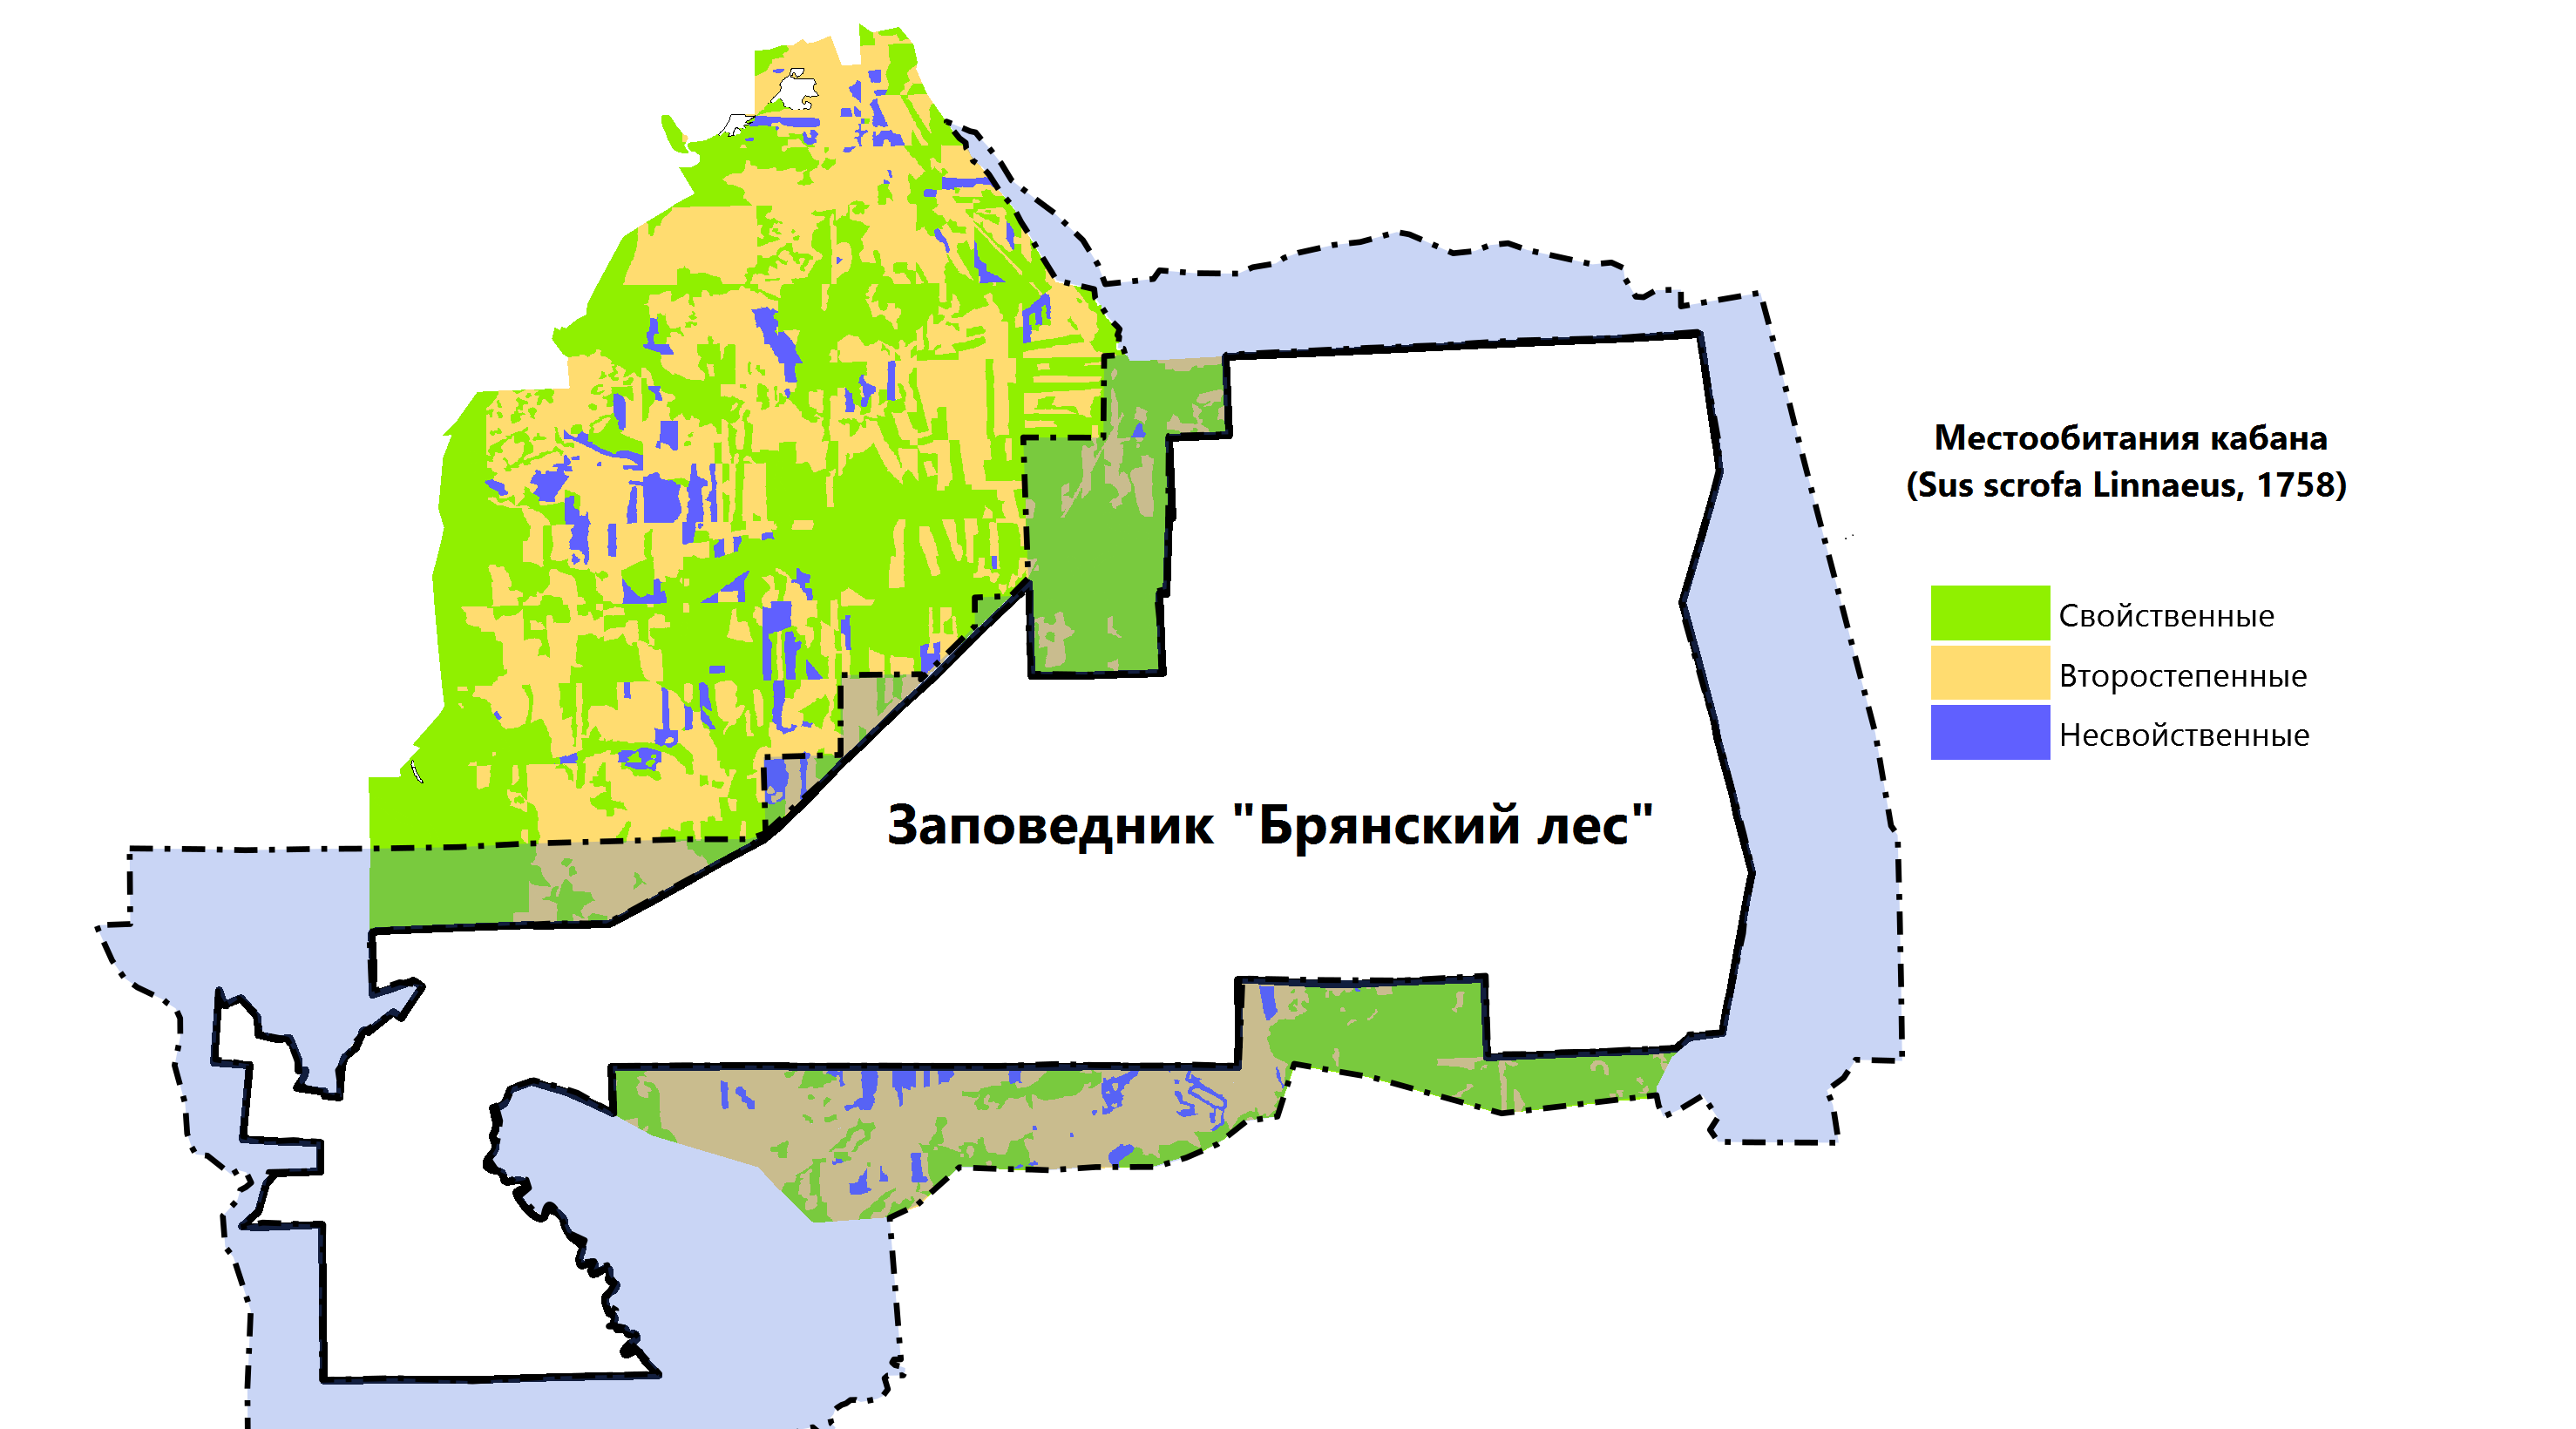 Местообитания кабана
(Sus scrofa Linnaeus, 1758)
Свойственные
Второстепенные
Несвойственные
Заповедник "Брянский лес"